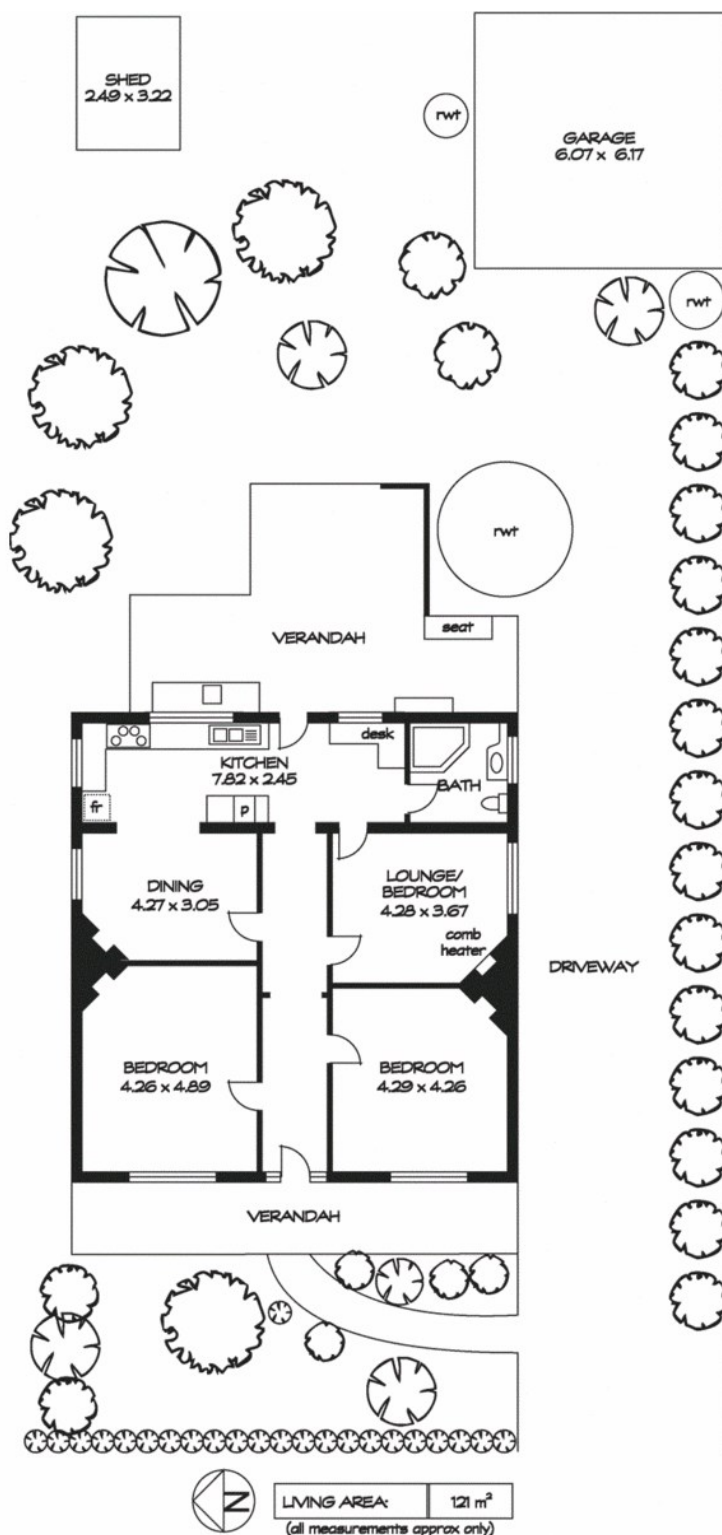 SHED
2.49 x 3.22
rwt
GARAGE
6.07 x 6.17
rwt
rwt
VERANDAH
seat
desk
KITCHEN
7.82 x 2.45
BATH
fr
p
DINING
4.27 x 3.05
LOUNGE/
BEDROOM
4.28 x 3.67
comb
heater
DRIVEWAY
BEDROOM
4.26 x 4.89
BEDROOM
4.29 x 4.26
VERANDAH
N
LIVING AREA: 121 m²
(all measurements approx only)